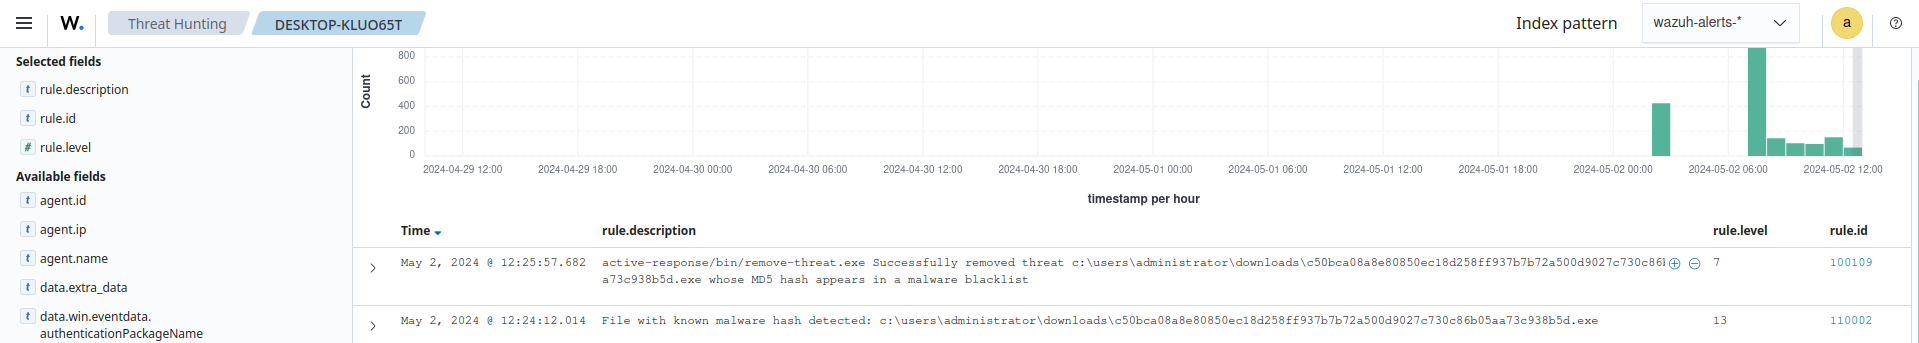 W. Threat Hunting DESKTOP-KLUO65T Index pattern wazuh-alerts-* a
Selected fields
t rule.description
t rule.id
# rule.level
Available fields
t agent.id
t agent.ip
t agent.name
t data.extra_data
t data.win.eventdata.
authenticationPackageName
Count
800
600
400
200
0
2024-04-29 12:00 2024-04-29 18:00 2024-04-30 00:00 2024-04-30 06:00 2024-04-30 12:00 2024-04-30 18:00 2024-05-01 00:00 2024-05-01 06:00 2024-05-01 12:00 2024-05-01 18:00 2024-05-02 00:00 2024-05-02 06:00 2024-05-02 12:00
timestamp per hour
Time rule.description rule.level rule.id
May 2, 2024 @ 12:25:57.682 active-response/bin/remove-threat.exe Successfully removed threat c:\users\administrator\downloads\c50bca08a8e80850ec18d258ff937b7b72a500d9027c730c86 7 100109
a73c938b5d.exe whose MD5 hash appears in a malware blacklist
May 2, 2024 @ 12:24:12.014 File with known malware hash detected: c:\users\administrator\downloads\c50bca08a8e80850ec18d258ff937b7b72a500d9027c730c86b05aa73c938b5d.exe 13 110002